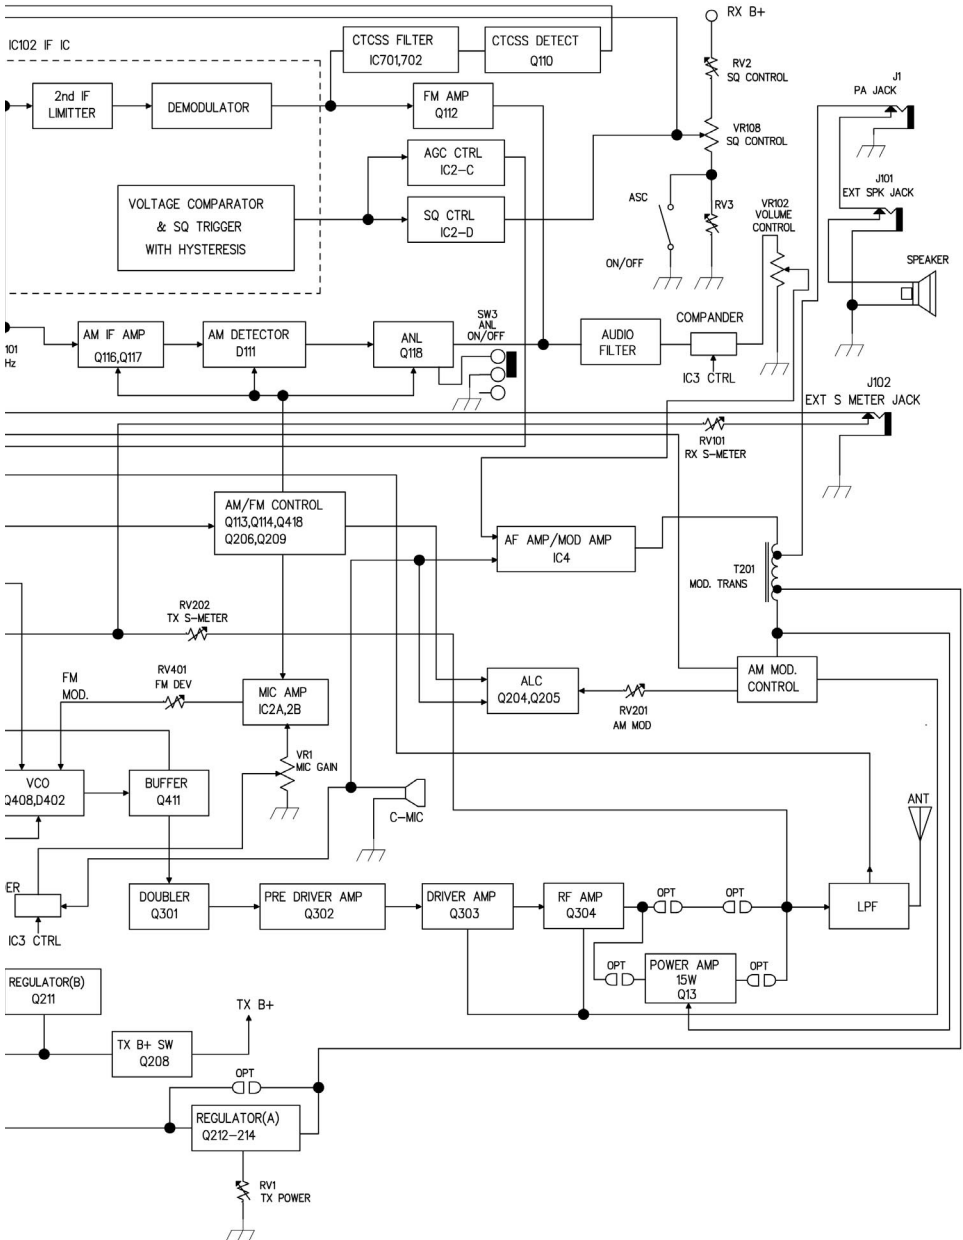 IC102 IF IC
CTCSS FILTER
IC701,702
CTCSS DETECT
Q110
RX B+
RV2
SQ CONTROL
J1
PA JACK
2nd IF
LIMITTER
DEMODULATOR
FM AMP
Q112
VR108
SQ CONTROL
AGC CTRL
IC2-C
J101
EXT SPK JACK
VOLTAGE COMPARATOR
& SQ TRIGGER
WITH HYSTERESIS
SQ CTRL
IC2-D
ASC
ON/OFF
RV3
VR102
VOLUME
CONTROL
SPEAKER
101
Hz
AM IF AMP
Q116,Q117
AM DETECTOR
D111
ANL
Q118
SW3
ANL
ON/OFF
AUDIO
FILTER
COMPANDER
IC3 CTRL
J102
EXT S METER JACK
RV101
RX S-METER
AM/FM CONTROL
Q113,Q114,Q418
Q206,Q209
AF AMP/MOD AMP
IC4
T201
MOD. TRANS
RV202
TX S-METER
FM
MOD.
RV401
FM DEV
MIC AMP
IC2A,2B
ALC
Q204,Q205
RV201
AM MOD
AM MOD.
CONTROL
VR1
MIC GAIN
VCO
Q408,D402
BUFFER
Q411
C-MIC
ANT
ER
IC3 CTRL
DOUBLER
Q301
PRE DRIVER AMP
Q302
DRIVER AMP
Q303
RF AMP
Q304
OPT
OPT
LPF
OPT
POWER AMP
15W
Q13
OPT
REGULATOR(B)
Q211
TX B+
TX B+ SW
Q208
OPT
REGULATOR(A)
Q212-214
RV1
TX POWER